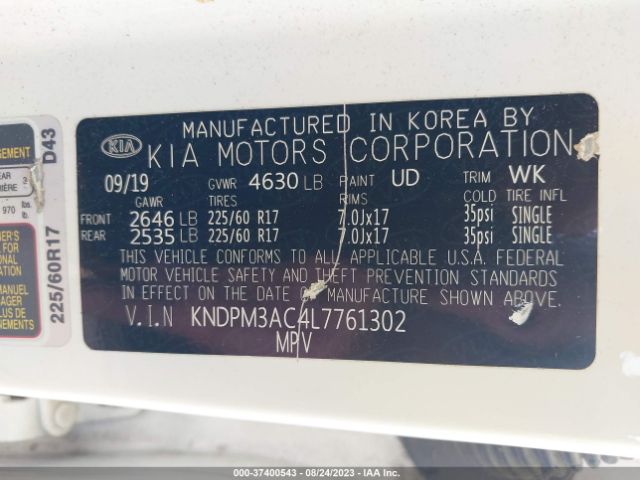 MANUFACTURED IN KOREA BY
KIA KIA MOTORS CORPORATION
09/19 GVWR 4630 LB PAINT UD TRIM WK
GAWR TIRES RIMS COLD TIRE INFL
FRONT 2646 LB 225/60 R17 7.0Jx17 35psi SINGLE
REAR 2535 LB 225/60 R17 7.0Jx17 35psi SINGLE
THIS VEHICLE CONFORMS TO ALL APPLICABLE U.S.A. FEDERAL
MOTOR VEHICLE SAFETY AND THEFT PREVENTION STANDARDS
IN EFFECT ON THE DATE OF MANUFACTURE SHOWN ABOVE.
V.I.N KNDPM3AC4L7761302
MPV
225/60R17 D43
970 lbs.
000-37400543 - 08/24/2023 - IAA Inc.